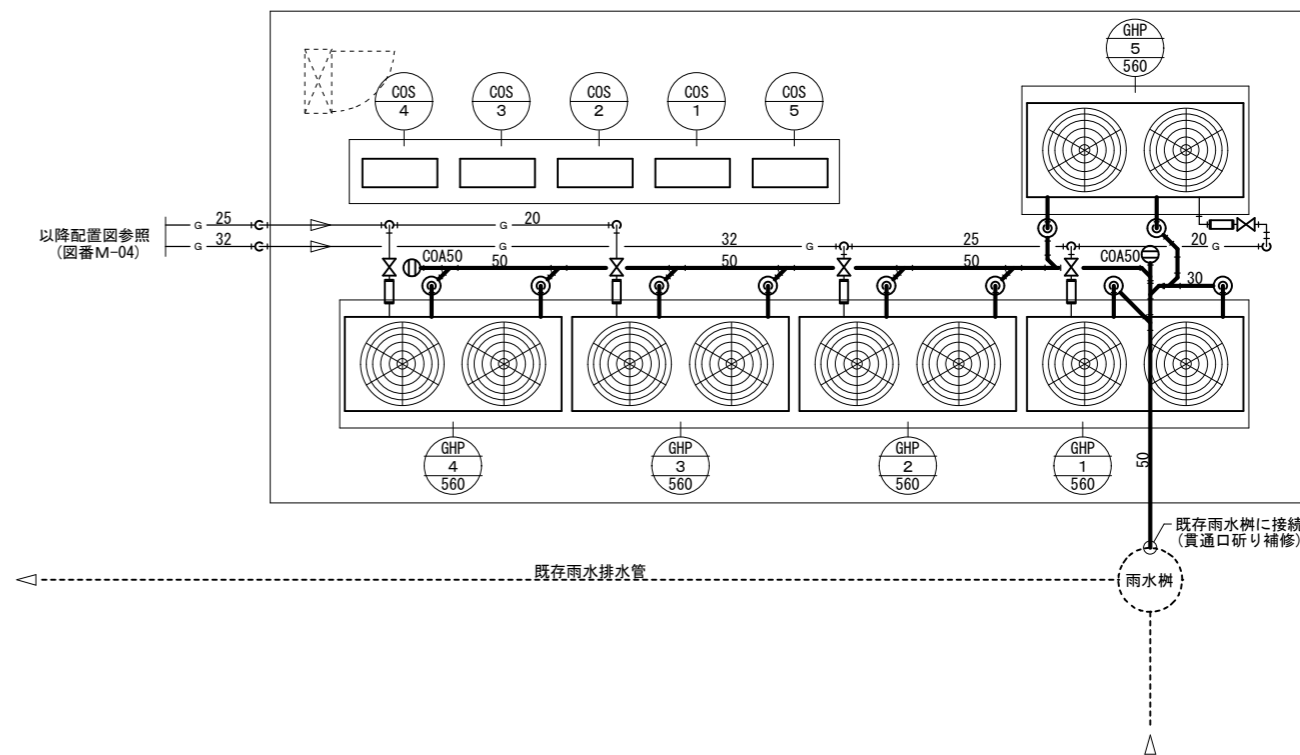 GHP
5
560
COS
4
COS
3
COS
2
COS
1
COS
5
以降配置図参照
(図番M-04)
G 25
20
G
G 32
G
32
G
25
20
G
COA50
50
50
50
COA50
30
GHP
4
560
GHP
3
560
GHP
2
560
GHP
1
560
50
既存雨水桝に接続
(貫通口斫り補修)
既存雨水排水管
雨水桝